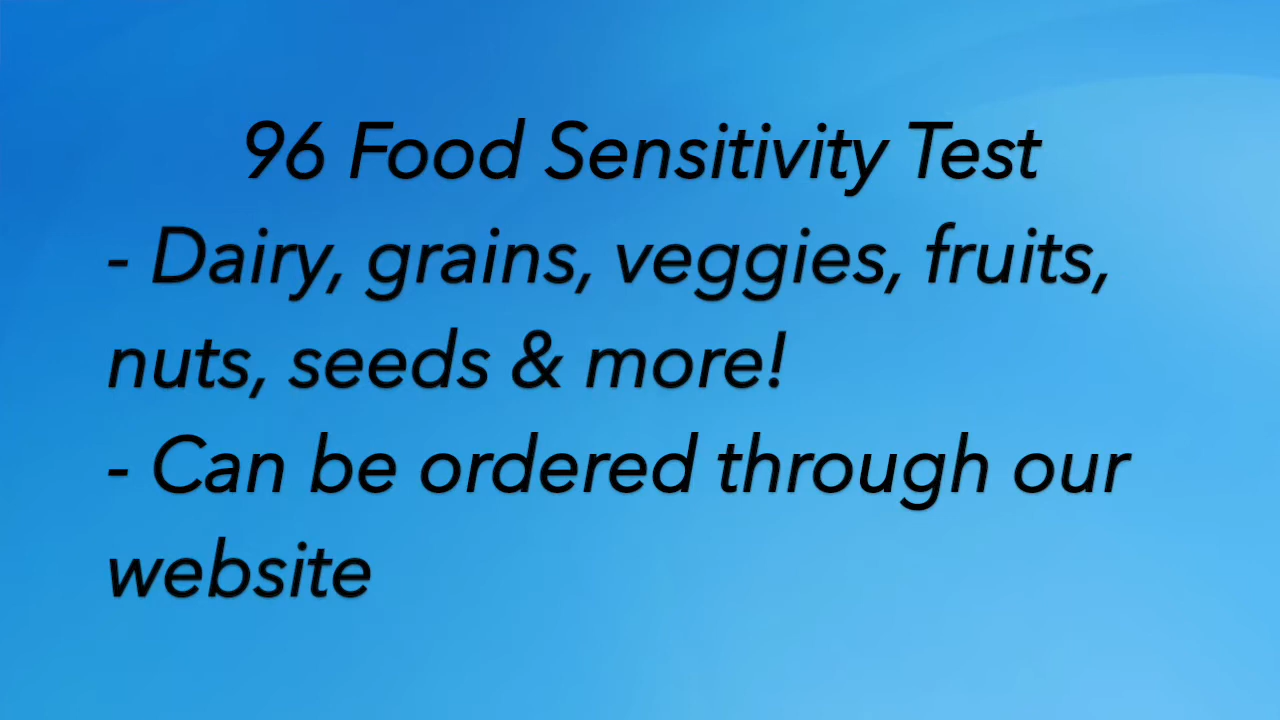 96 Food Sensitivity Test
- Dairy, grains, veggies, fruits,
nuts, seeds & more!
- Can be ordered through our
website